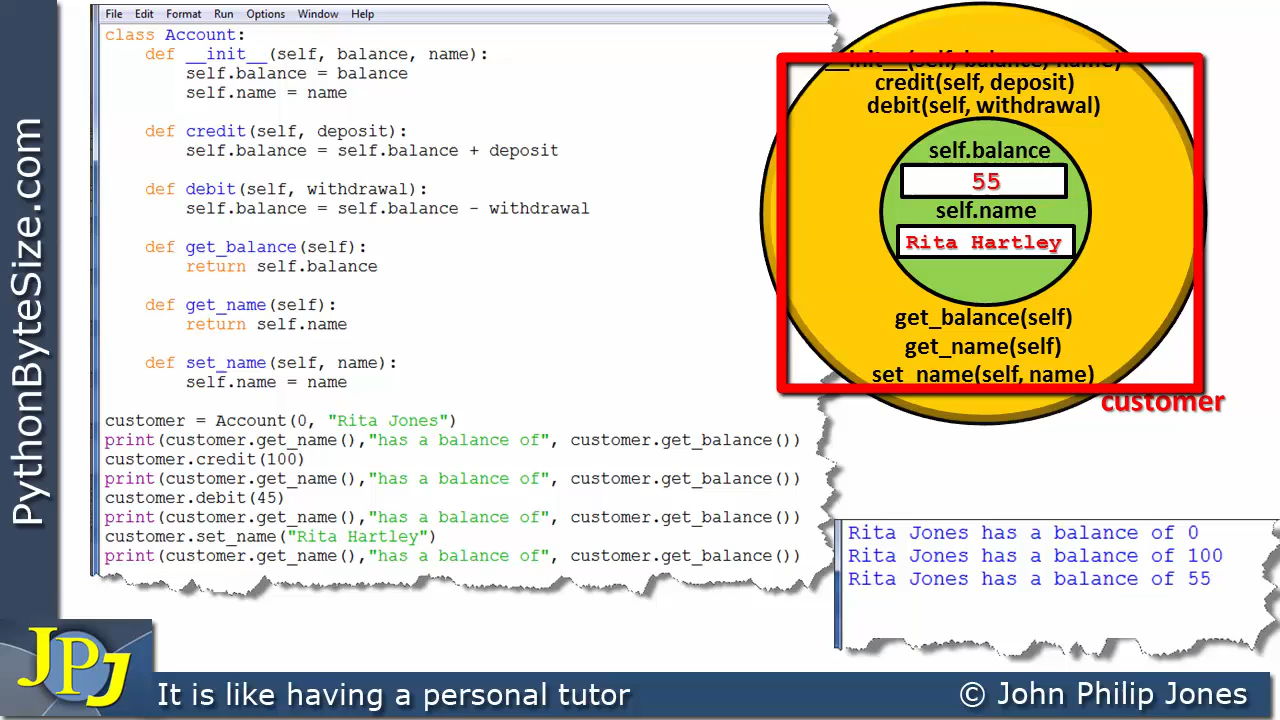 File Edit Format Run Options Window Help
class Account:
    def __init__(self, balance, name):
        self.balance = balance
        self.name = name
    def credit(self, deposit):
        self.balance = self.balance + deposit
    def debit(self, withdrawal):
        self.balance = self.balance - withdrawal
    def get_balance(self):
        return self.balance
    def get_name(self):
        return self.name
    def set_name(self, name):
        self.name = name
customer = Account(0, "Rita Jones")
print(customer.get_name(),"has a balance of", customer.get_balance())
customer.credit(100)
print(customer.get_name(),"has a balance of", customer.get_balance())
customer.debit(45)
print(customer.get_name(),"has a balance of", customer.get_balance())
customer.set_name("Rita Hartley")
print(customer.get_name(),"has a balance of", customer.get_balance())
__init__(self, balance, name)
credit(self, deposit)
debit(self, withdrawal)
self.balance
55
self.name
Rita Hartley
get_balance(self)
get_name(self)
set_name(self, name)
customer
Rita Jones has a balance of 0
Rita Jones has a balance of 100
Rita Jones has a balance of 55
PythonByteSize.com
JPJ
It is like having a personal tutor
© John Philip Jones